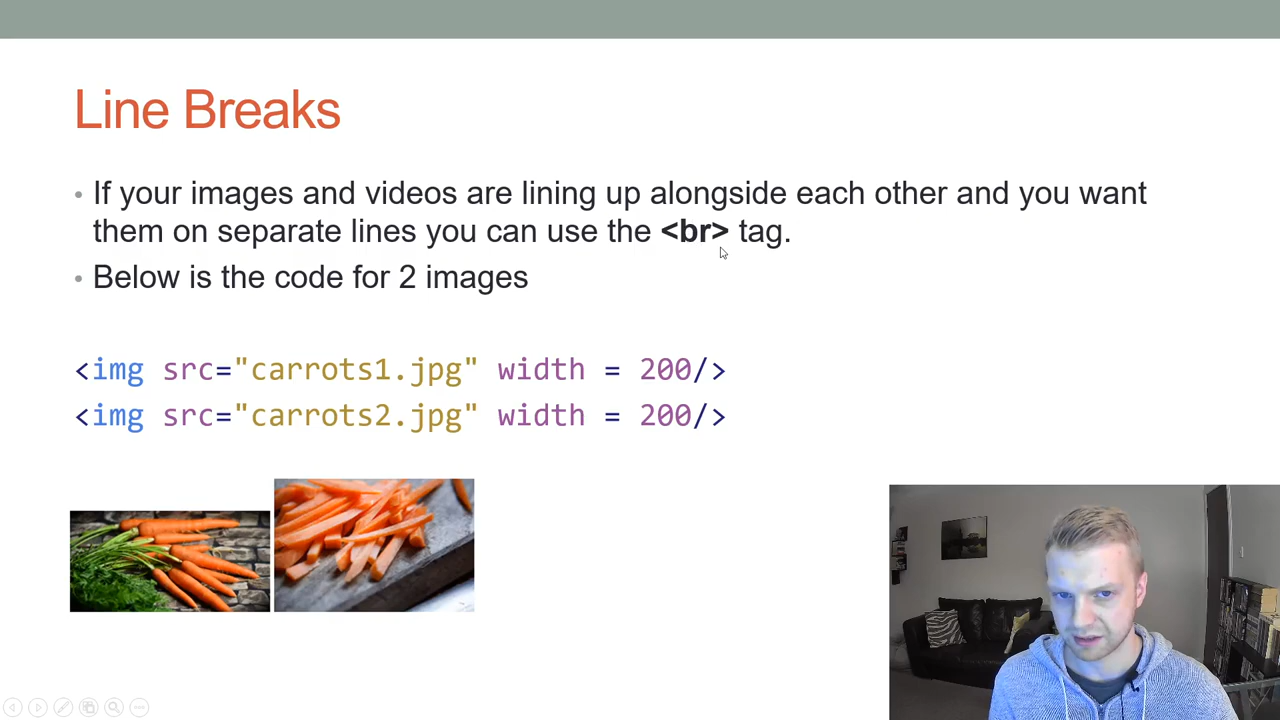 Line Breaks
• If your images and videos are lining up alongside each other and you want
them on separate lines you can use the <br> tag.
• Below is the code for 2 images
<img src="carrots1.jpg" width = 200/>
<img src="carrots2.jpg" width = 200/>